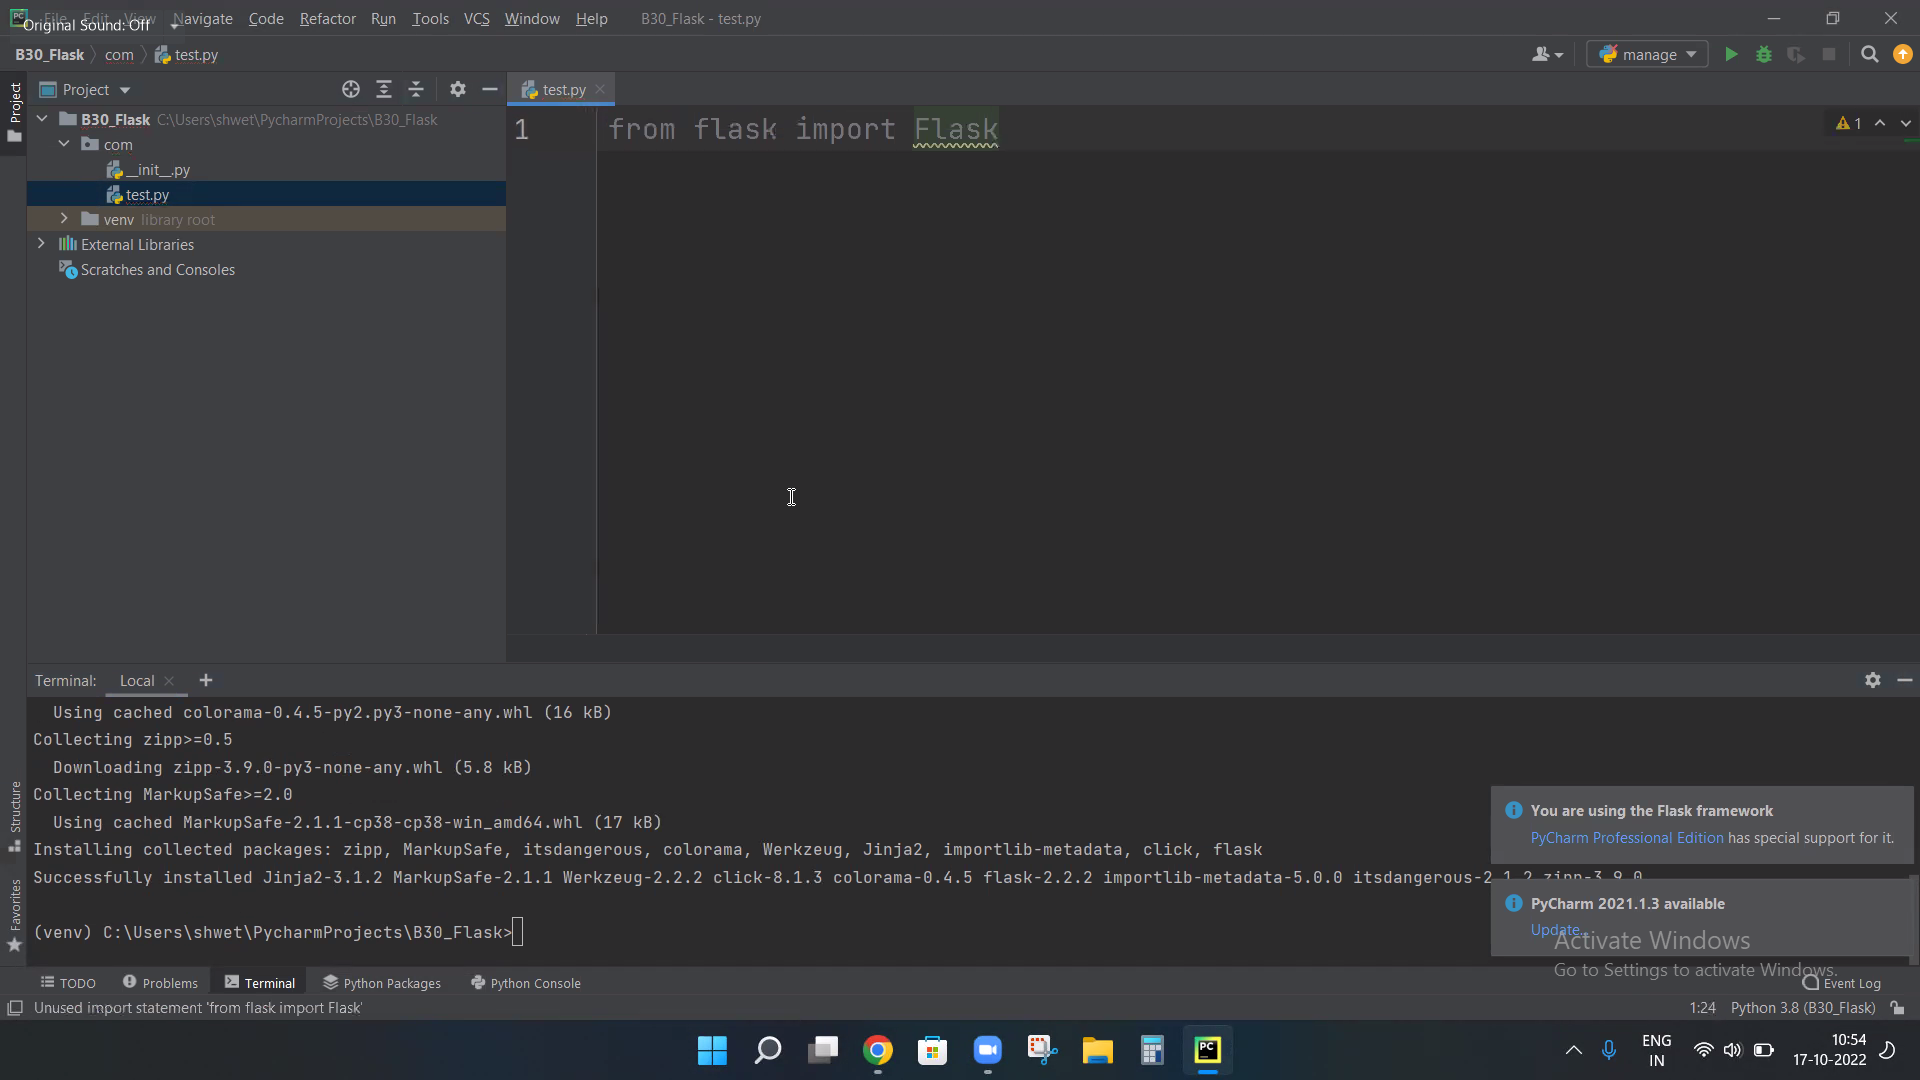 File Edit View Navigate Code Refactor Run Tools VCS Window Help B30_Flask - test.py
Original Sound: Off
B30_Flask com test.py
manage
Project
test.py
Project
B30_Flask C:\Users\shwet\PycharmProjects\B30_Flask
com
__init__.py
test.py
venv library root
External Libraries
Scratches and Consoles
1 from flask import Flask
1
Terminal: Local
Using cached colorama-0.4.5-py2.py3-none-any.whl (16 kB)
Collecting zipp>=0.5
Downloading zipp-3.9.0-py3-none-any.whl (5.8 kB)
Collecting MarkupSafe>=2.0
Using cached MarkupSafe-2.1.1-cp38-cp38-win_amd64.whl (17 kB)
Installing collected packages: zipp, MarkupSafe, itsdangerous, colorama, Werkzeug, Jinja2, importlib-metadata, click, flask
Successfully installed Jinja2-3.1.2 MarkupSafe-2.1.1 Werkzeug-2.2.2 click-8.1.3 colorama-0.4.5 flask-2.2.2 importlib-metadata-5.0.0 itsdangerous-2.1.2 zipp-3.9.0
(venv) C:\Users\shwet\PycharmProjects\B30_Flask>
Structure
Favorites
You are using the Flask framework
PyCharm Professional Edition has special support for it.
PyCharm 2021.1.3 available
Update...
Activate Windows
Go to Settings to activate Windows.
TODO Problems Terminal Python Packages Python Console Event Log
Unused import statement 'from flask import Flask' 1:24 Python 3.8 (B30_Flask)
PC
ENG
IN
10:54
17-10-2022